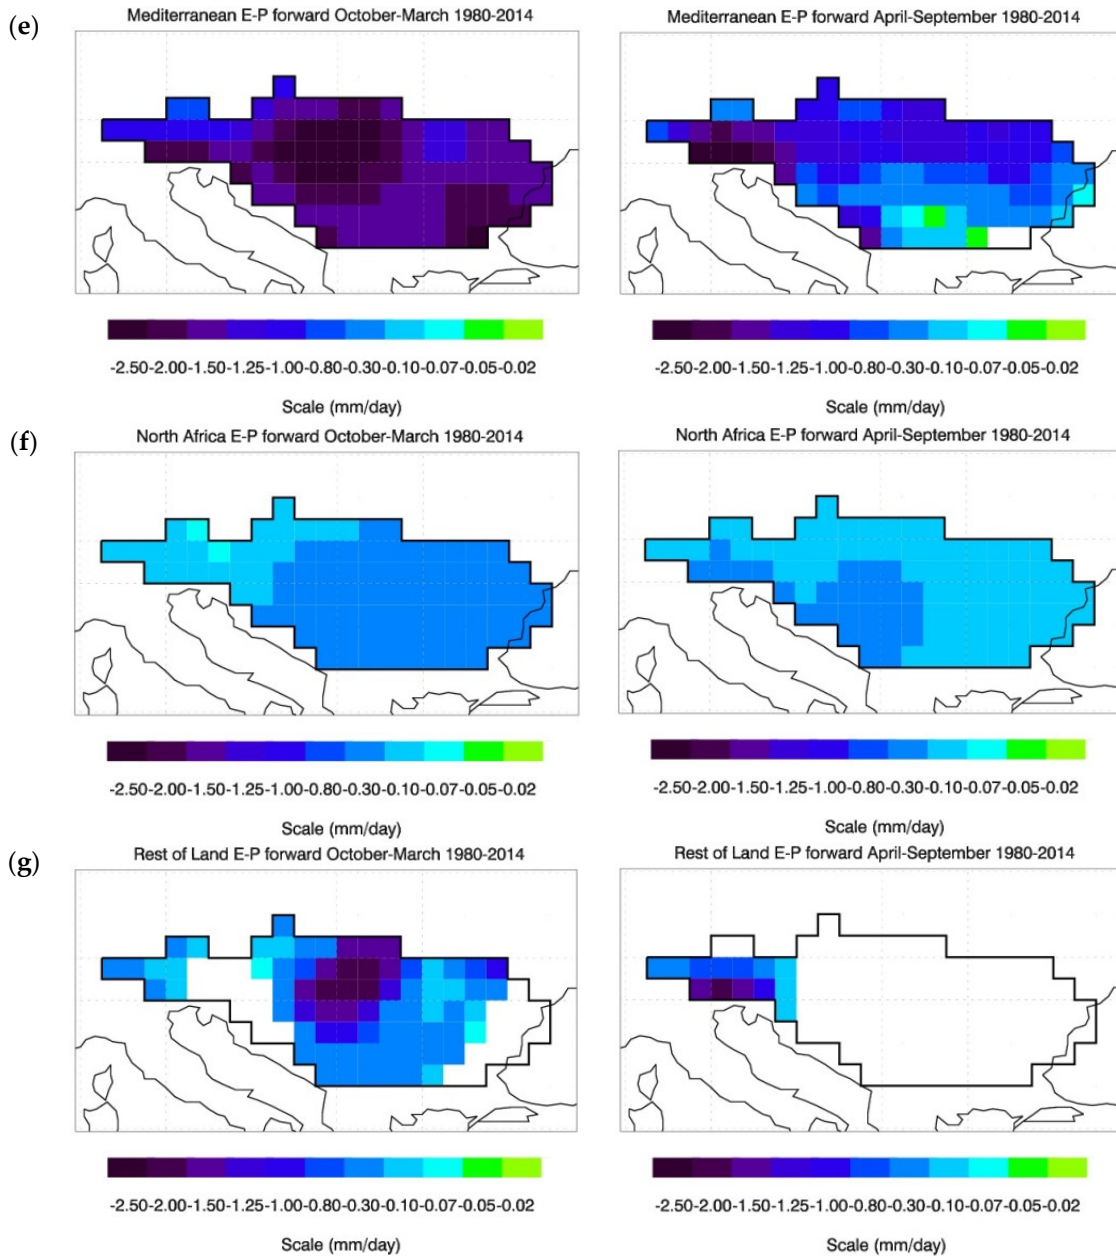 (e)
Mediterranean E-P forward October-March 1980-2014
Mediterranean E-P forward April-September 1980-2014
-2.50-2.00-1.50-1.25-1.00-0.80-0.30-0.10-0.07-0.05-0.02
-2.50-2.00-1.50-1.25-1.00-0.80-0.30-0.10-0.07-0.05-0.02
Scale (mm/day)
Scale (mm/day)
(f)
North Africa E-P forward October-March 1980-2014
North Africa E-P forward April-September 1980-2014
-2.50-2.00-1.50-1.25-1.00-0.80-0.30-0.10-0.07-0.05-0.02
-2.50-2.00-1.50-1.25-1.00-0.80-0.30-0.10-0.07-0.05-0.02
Scale (mm/day)
Scale (mm/day)
(g)
Rest of Land E-P forward October-March 1980-2014
Rest of Land E-P forward April-September 1980-2014
-2.50-2.00-1.50-1.25-1.00-0.80-0.30-0.10-0.07-0.05-0.02
-2.50-2.00-1.50-1.25-1.00-0.80-0.30-0.10-0.07-0.05-0.02
Scale (mm/day)
Scale (mm/day)